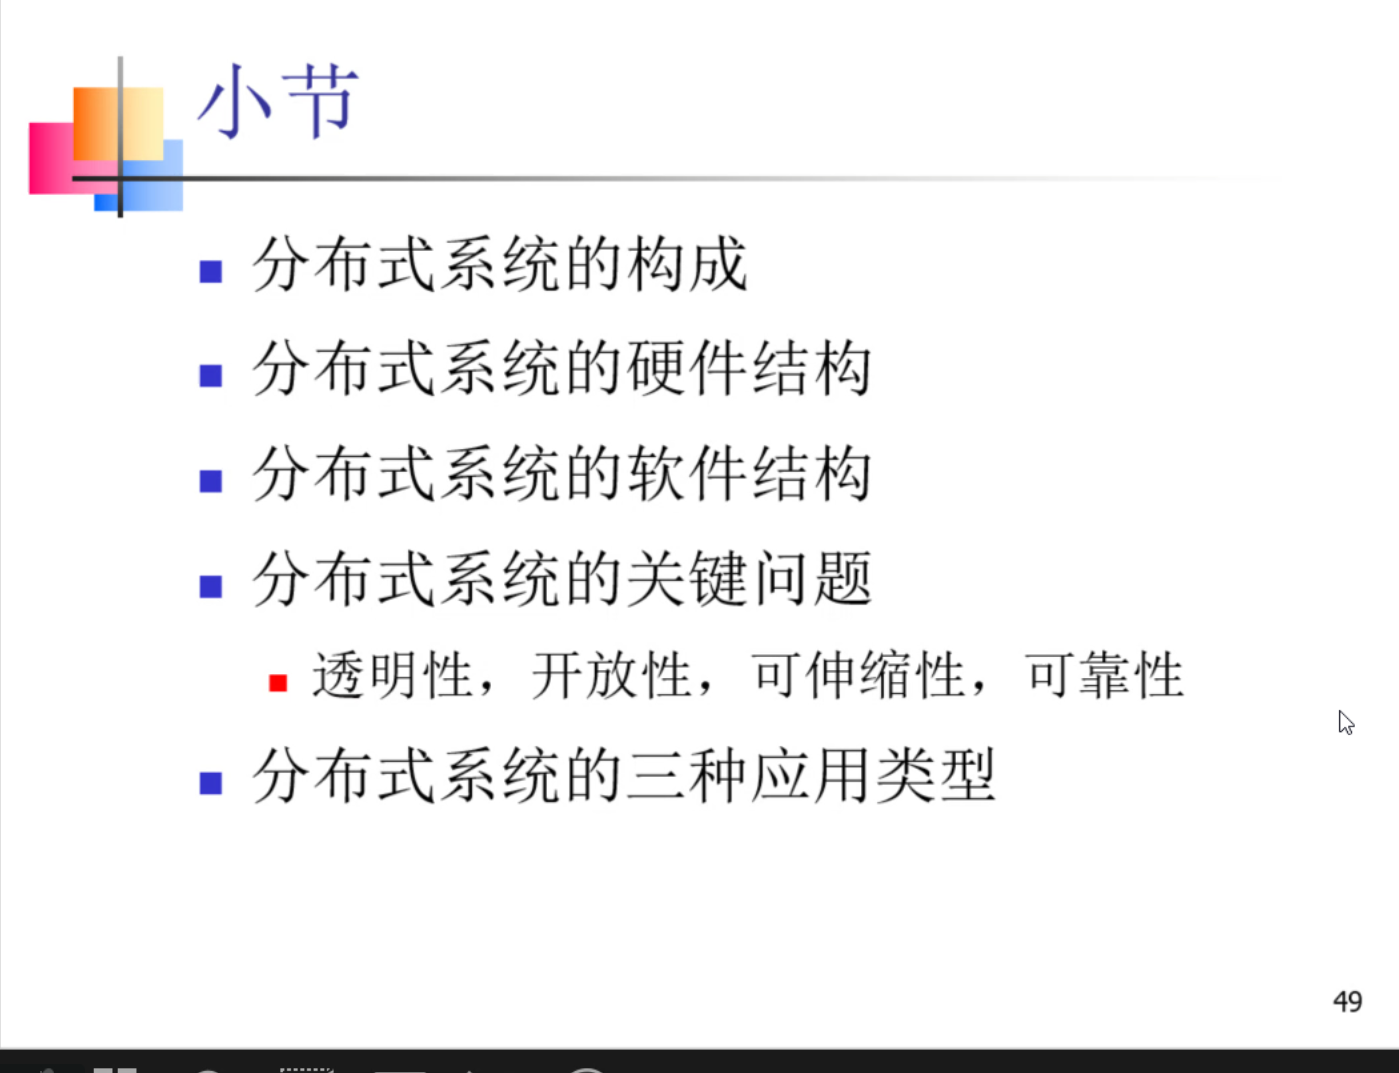 小节
分布式系统的构成
分布式系统的硬件结构
分布式系统的软件结构
分布式系统的关键问题
透明性，开放性，可伸缩性，可靠性
分布式系统的三种应用类型
49